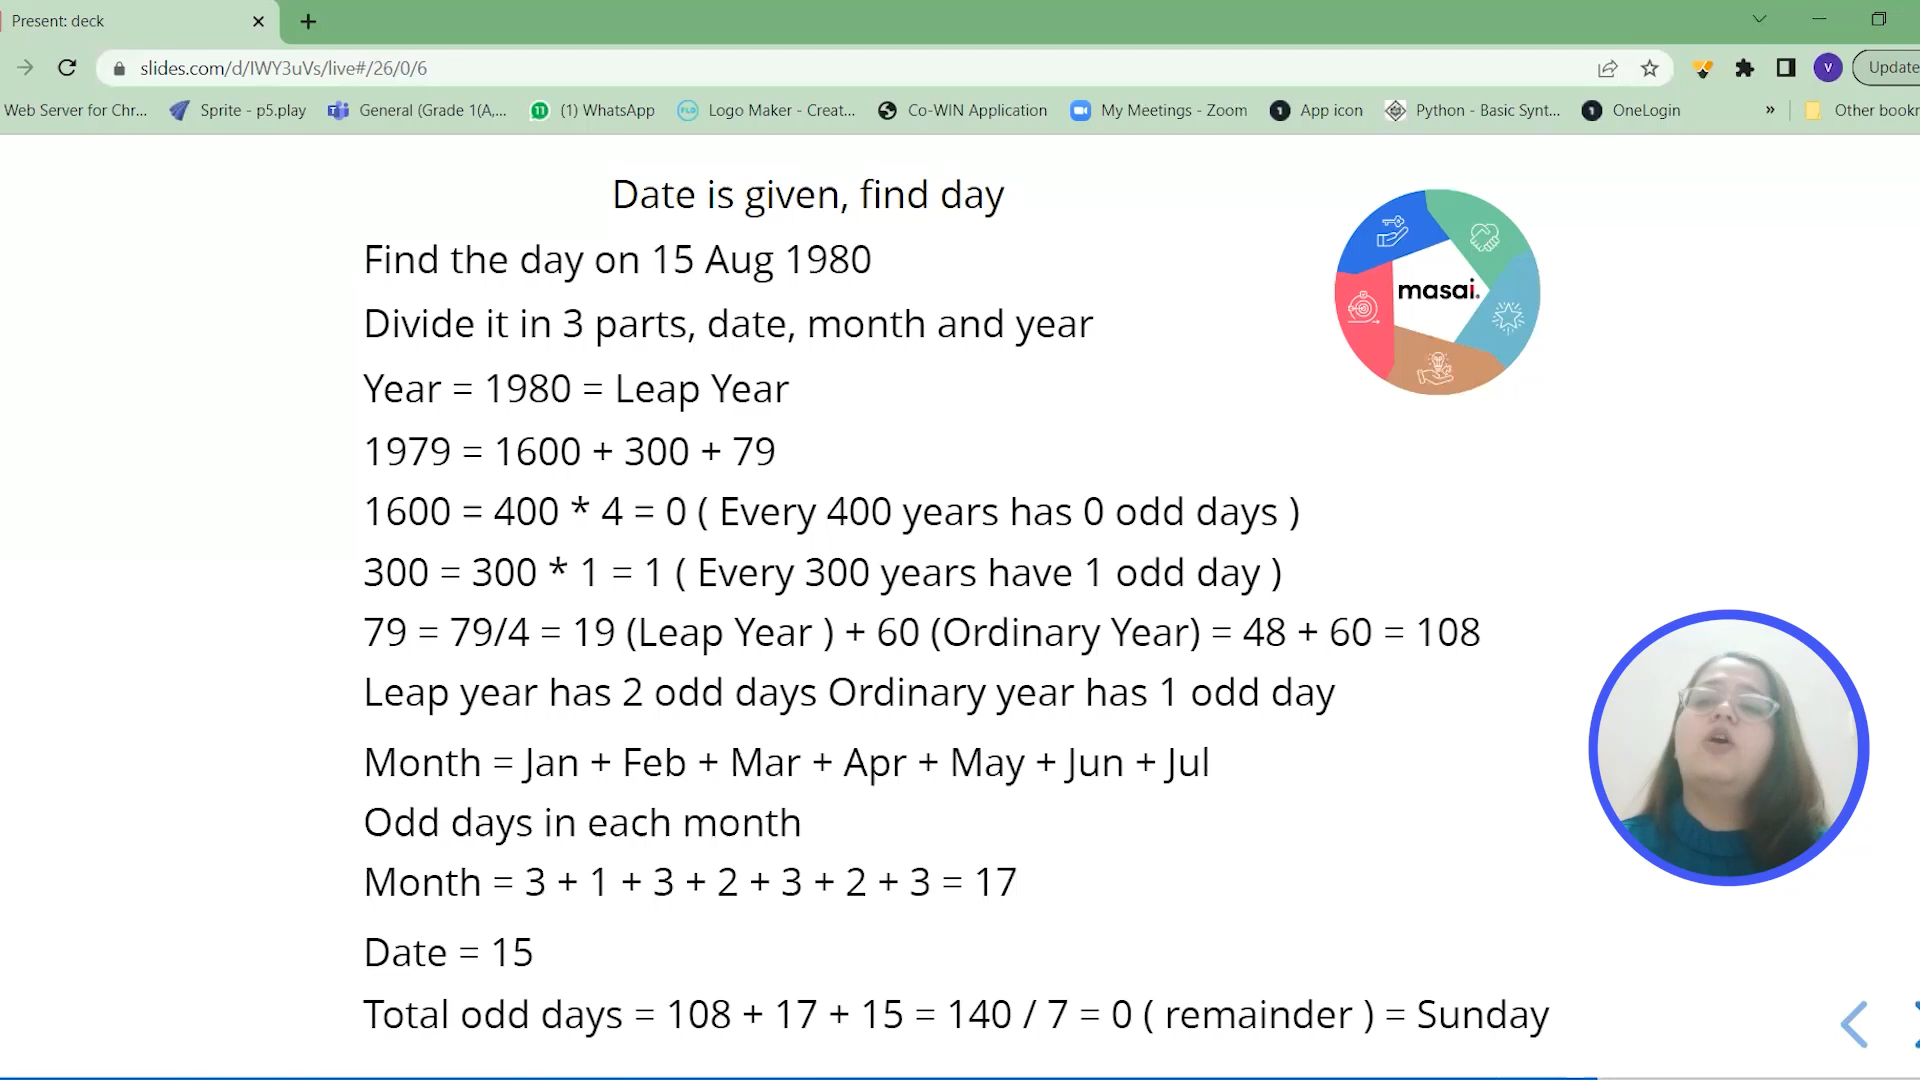 Present: deck
slides.com/d/IWY3uVs/live#/26/0/6
V
Update
Web Server for Chr...
Sprite - p5.play
General (Grade 1(A,...
11
(1) WhatsApp
FLO
Logo Maker - Creat...
Co-WIN Application
My Meetings - Zoom
1
App icon
Python - Basic Synt...
1
OneLogin
»
Other bookr
Date is given, find day
Find the day on 15 Aug 1980
Divide it in 3 parts, date, month and year
masai.
Year = 1980 = Leap Year
1979 = 1600 + 300 + 79
1600 = 400 * 4 = 0 ( Every 400 years has 0 odd days )
300 = 300 * 1 = 1 ( Every 300 years have 1 odd day )
79 = 79/4 = 19 (Leap Year ) + 60 (Ordinary Year) = 48 + 60 = 108
Leap year has 2 odd days Ordinary year has 1 odd day
Month = Jan + Feb + Mar + Apr + May + Jun + Jul
Odd days in each month
Month = 3 + 1 + 3 + 2 + 3 + 2 + 3 = 17
Date = 15
Total odd days = 108 + 17 + 15 = 140 / 7 = 0 ( remainder ) = Sunday